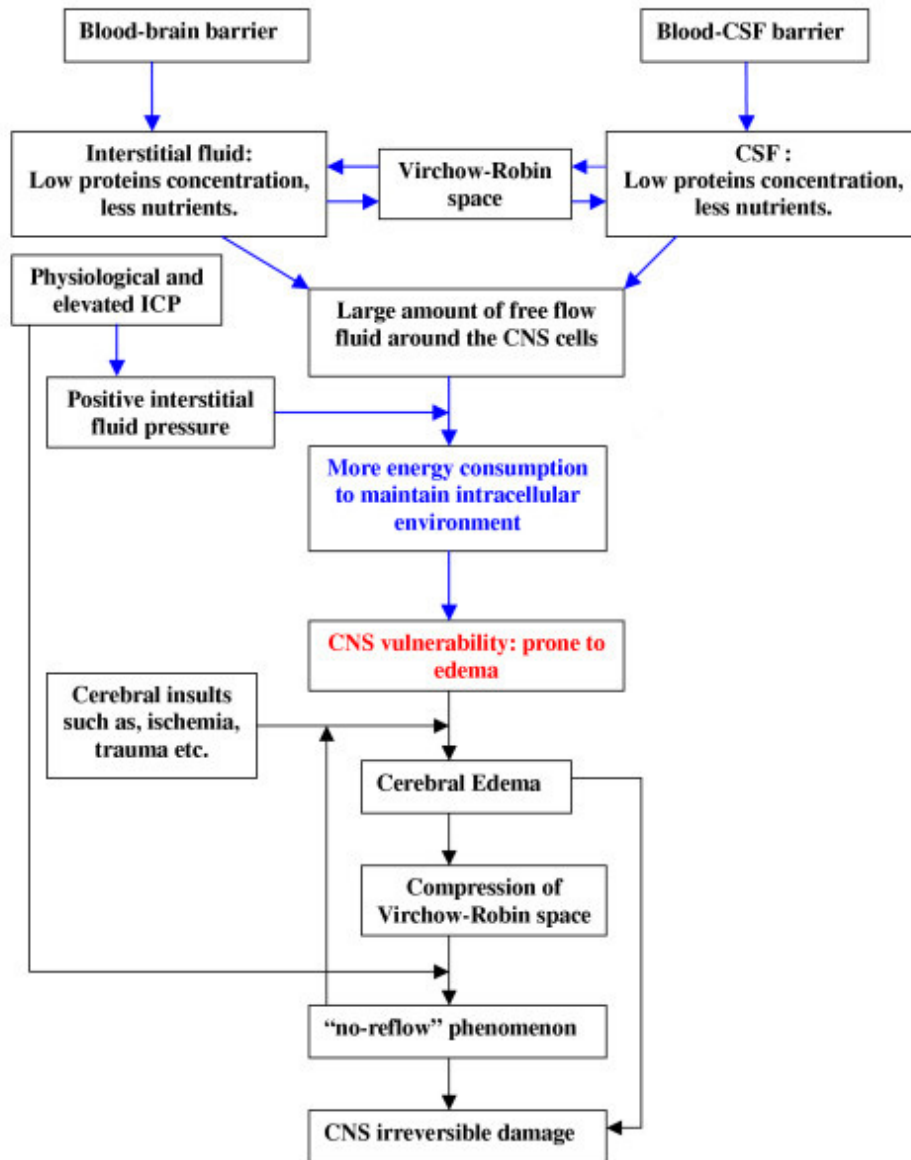 Blood-brain barrier
Blood-CSF barrier
Interstitial fluid:
Low proteins concentration,
less nutrients.
Virchow-Robin
space
CSF :
Low proteins concentration,
less nutrients.
Physiological and
elevated ICP
Large amount of free flow
fluid around the CNS cells
Positive interstitial
fluid pressure
More energy consumption
to maintain intracellular
environment
CNS vulnerability: prone to
edema
Cerebral insults
such as, ischemia,
trauma etc.
Cerebral Edema
Compression of
Virchow-Robin space
“no-reflow” phenomenon
CNS irreversible damage